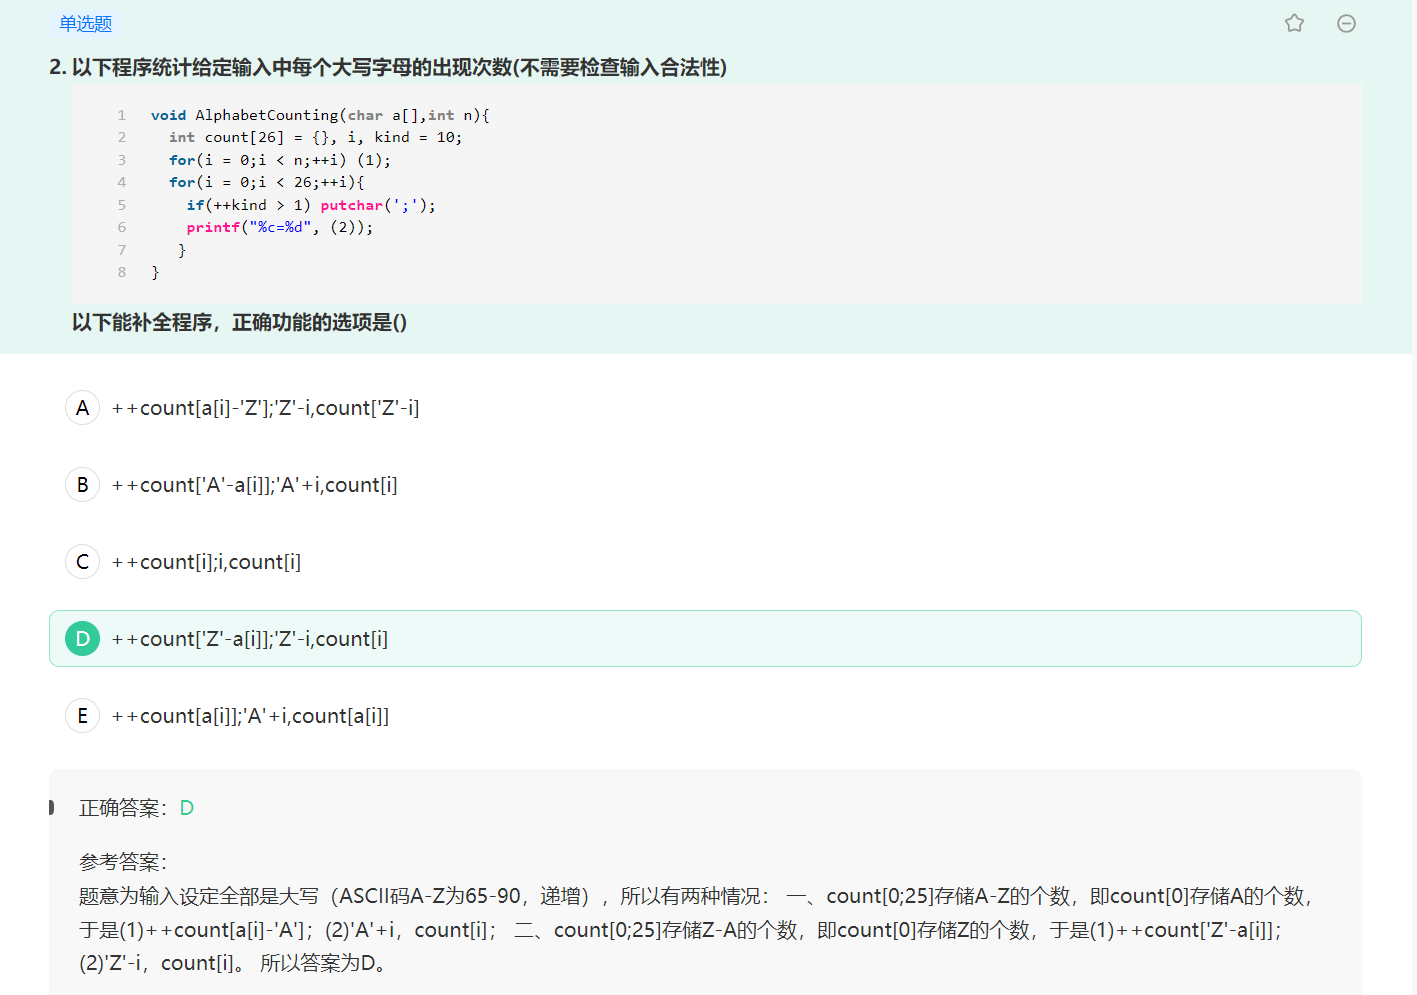 单选题
2. 以下程序统计给定输入中每个大写字母的出现次数(不需要检查输入合法性)
1 void AlphabetCounting(char a[],int n){
2 int count[26] = {}, i, kind = 10;
3 for(i = 0;i < n;++i) (1);
4 for(i = 0;i < 26;++i){
5 if(++kind > 1) putchar(';');
6 printf("%c=%d", (2));
7 }
8 }
以下能补全程序，正确功能的选项是()
A ++count[a[i]-'Z'];'Z'-i,count['Z'-i]
B ++count['A'-a[i]];'A'+i,count[i]
C ++count[i];i,count[i]
D ++count['Z'-a[i]];'Z'-i,count[i]
E ++count[a[i]];'A'+i,count[a[i]]
正确答案：D
参考答案：
题意为输入设定全部是大写（ASCII码A-Z为65-90，递增），所以有两种情况： 一、count[0;25]存储A-Z的个数，即count[0]存储A的个数，
于是(1)++count[a[i]-'A']；(2)'A'+i，count[i]； 二、count[0;25]存储Z-A的个数，即count[0]存储Z的个数，于是(1)++count['Z'-a[i]]；
(2)'Z'-i，count[i]。 所以答案为D。